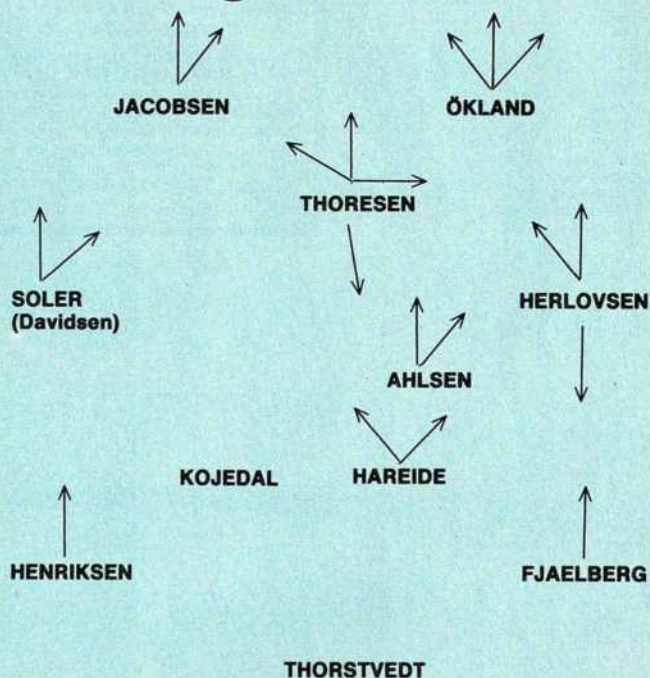 JACOBSEN
ÖKLAND
THORESEN
SOLER
(Davidsen)
HERLOVSEN
AHLSEN
KOJEDAL
HAREIDE
HENRIKSEN
FJAELBERG
THORSTVEDT